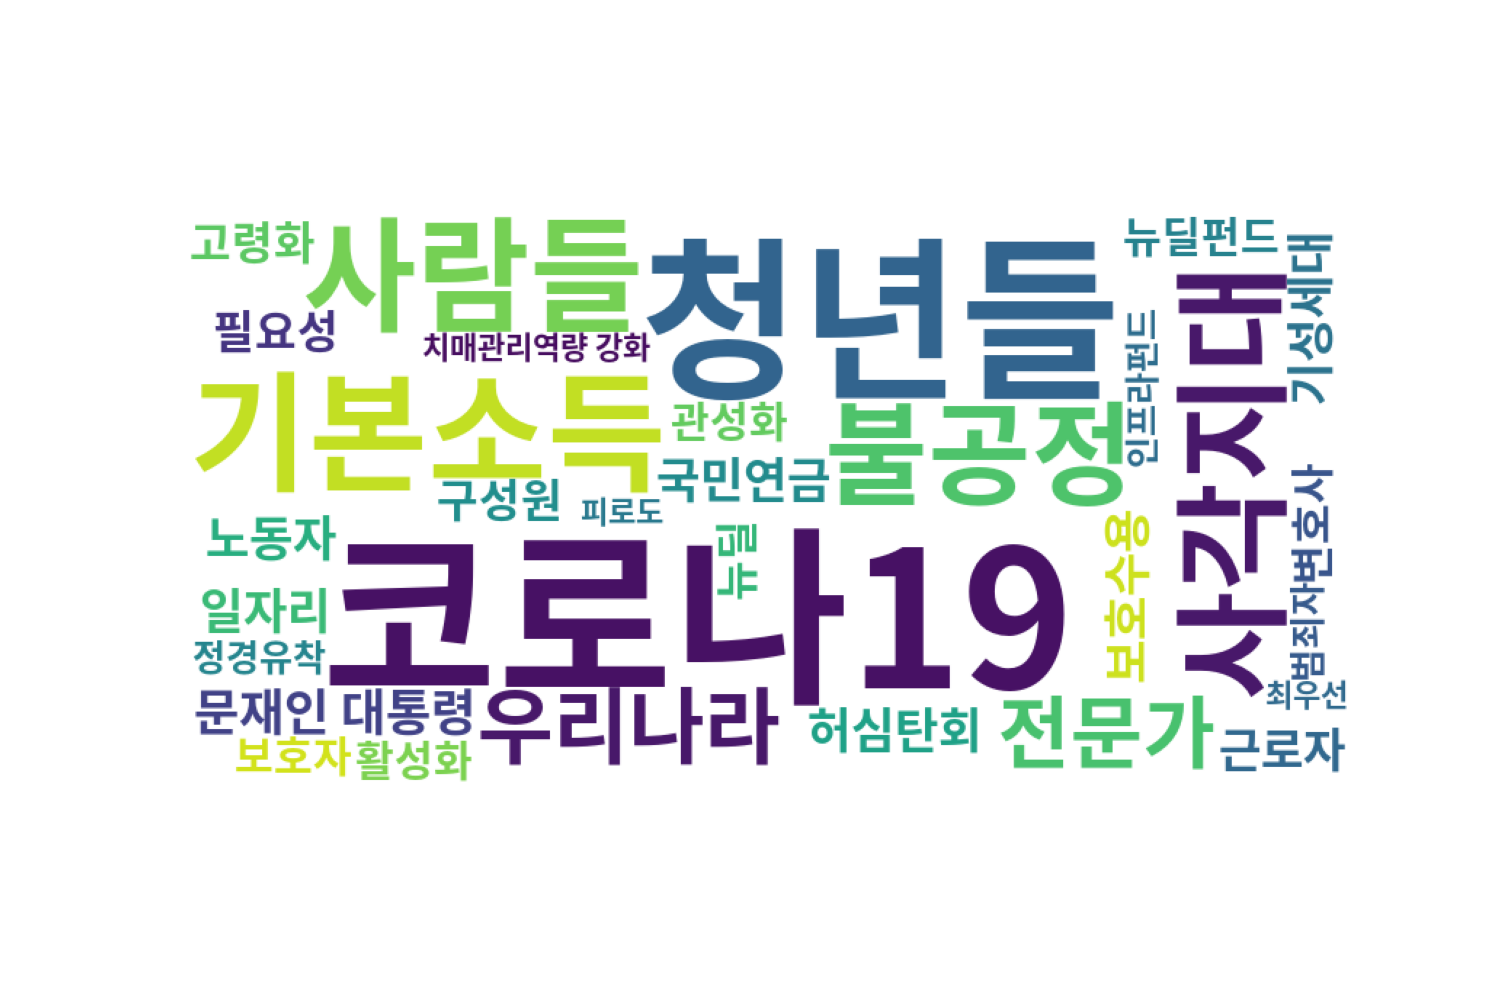 고령화
사람들
청년들
뉴딜펀드
기성세대
필요성
치매관리역량 강화
인프라펀드
사각지대
기본소득
관성화
불공정
국민연금
구성원
피로도
노동자
코로나19
뉴딜
보호수용
범죄자변호사
일자리
정경유착
최우선
문재인 대통령
우리나라
허심탄회
전문가
근로자
보호자
활성화